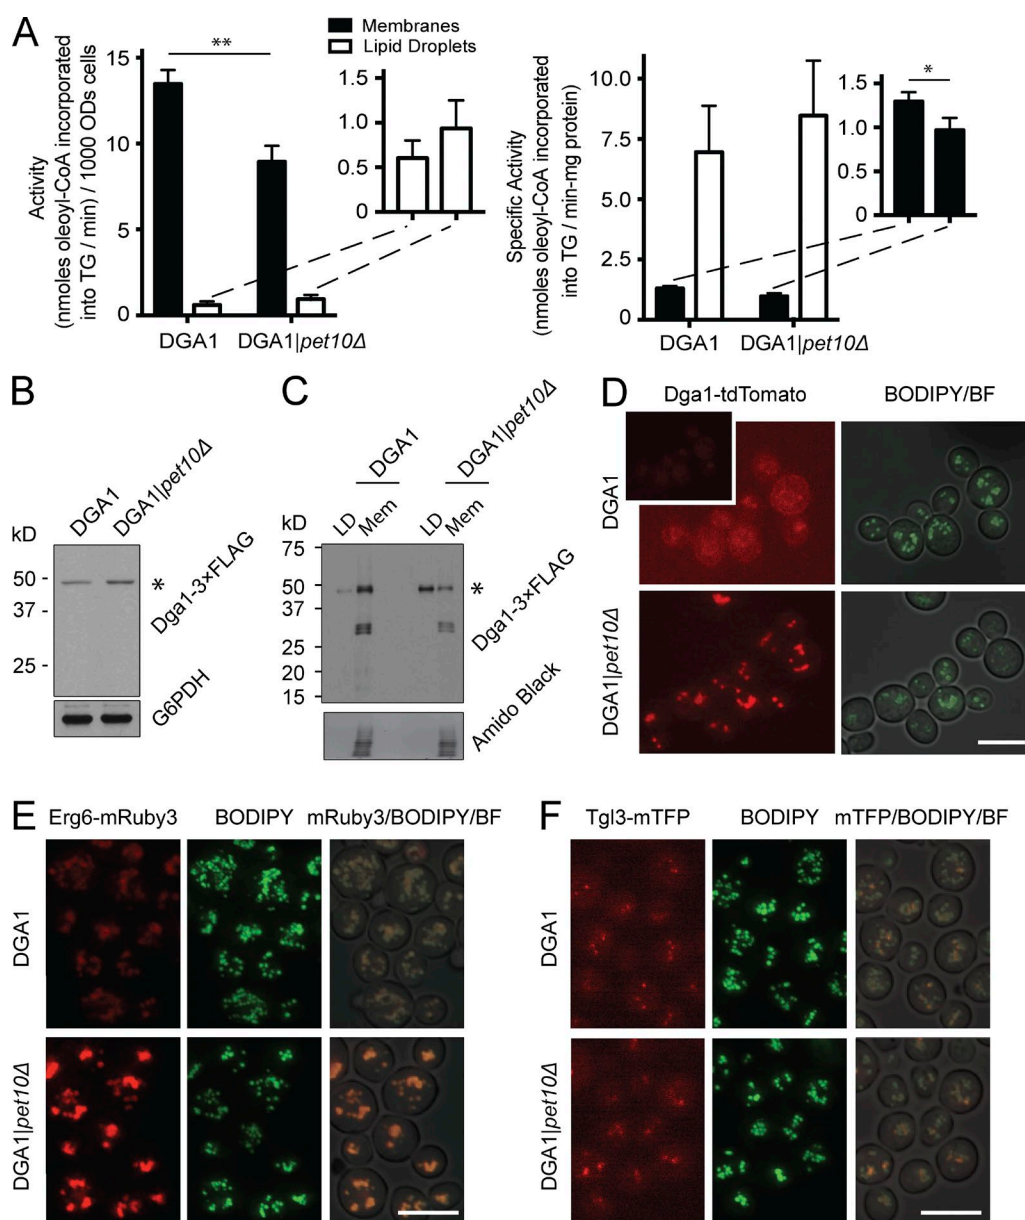 A
Membranes
Lipid Droplets
Activity
(nmoles oleoyl-CoA incorporated
into TG / min) / 1000 ODs cells
15
10
5
0
**
1.5
1.0
0.5
0
DGA1
DGA1|pet10Δ
Specific Activity
(nmoles oleoyl-CoA incorporated
into TG / min-mg protein)
10.0
7.5
5.0
2.5
0
*
1.5
1.0
0.5
0
DGA1
DGA1|pet10Δ
B
DGA1
DGA1|pet10Δ
kD
50
37
25
*
Dga1-3×FLAG
G6PDH
C
DGA1
DGA1|pet10Δ
LD
Mem
LD
Mem
kD
75
50
37
25
20
15
*
Dga1-3×FLAG
Amido Black
D
Dga1-tdTomato
BODIPY/BF
DGA1
DGA1|pet10Δ
E
Erg6-mRuby3
BODIPY
mRuby3/BODIPY/BF
DGA1
DGA1|pet10Δ
F
Tgl3-mTFP
BODIPY
mTFP/BODIPY/BF
DGA1
DGA1|pet10Δ